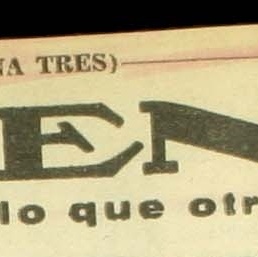 NA TRES)
EN
lo que otr